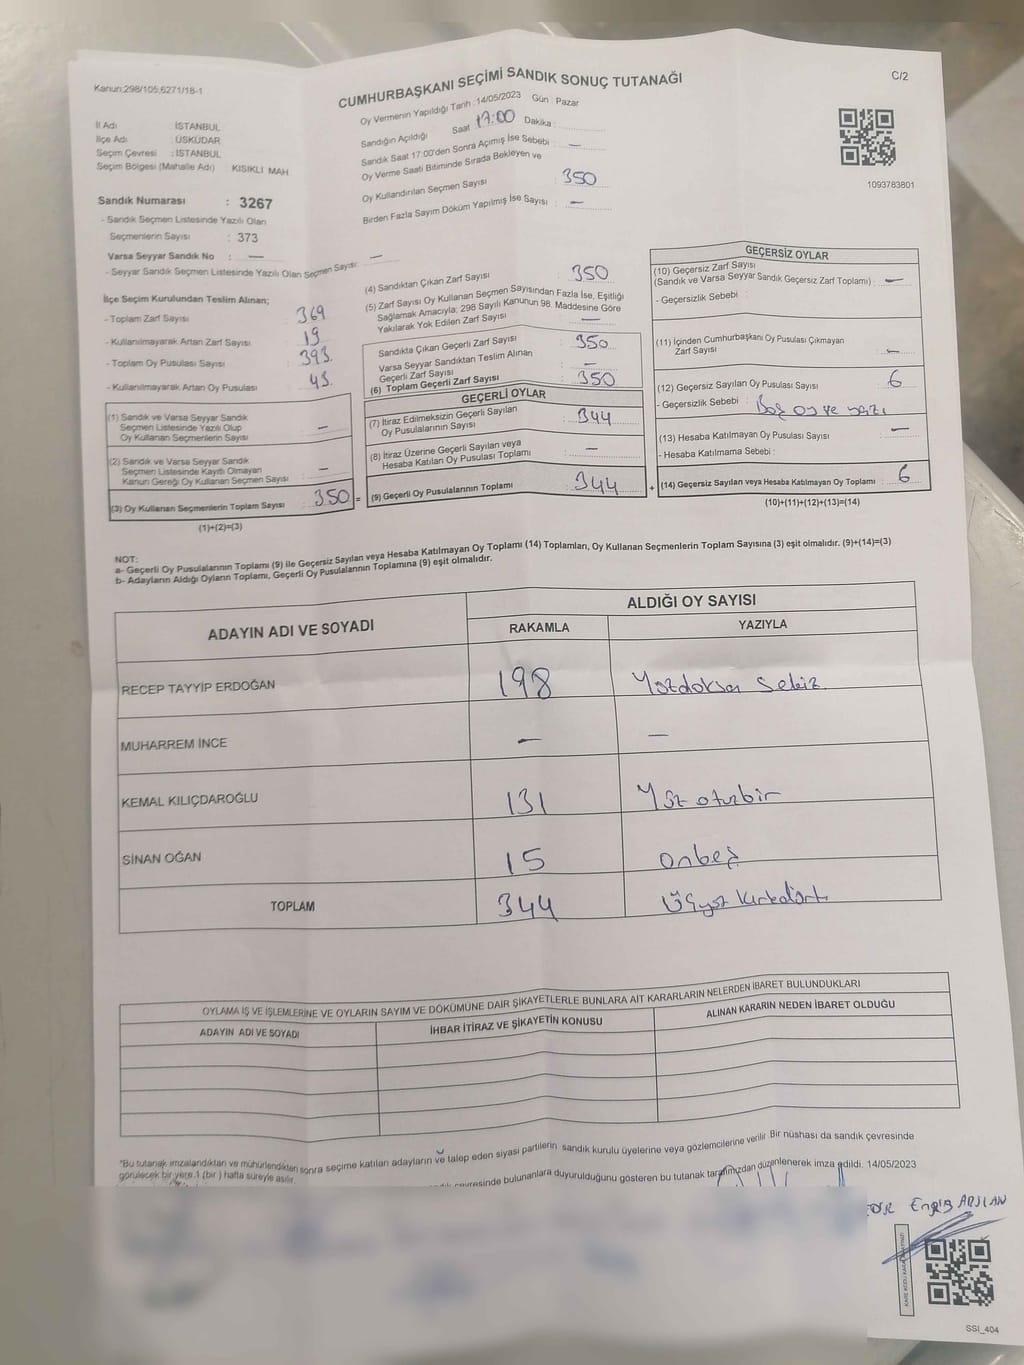 Kanun:298/105,6271/18-1
CUMHURBAŞKANI SEÇİMİ SANDIK SONUÇ TUTANAĞI
C/2
Oy Vermenin Yapıldığı Tarih :14/05/2023 Gün : Pazar
Sandığın Açıldığı Saat 17:00 Dakika :
Sandık Saat 17:00'den Sonra Açılmış İse Sebebi : —
Oy Verme Saati Bitiminde Sırada Bekleyen ve
Oy Kullandırılan Seçmen Sayısı : 350
Birden Fazla Sayım Döküm Yapılmış İse Sayısı : —
1093783801
İl Adı : İSTANBUL
İlçe Adı : ÜSKÜDAR
Seçim Çevresi : İSTANBUL
Seçim Bölgesi (Mahalle Adı) : KISIKLI MAH.
Sandık Numarası : 3267
- Sandık Seçmen Listesinde Yazılı Olan
Seçmenlerin Sayısı : 373
Varsa Seyyar Sandık No : —
- Seyyar Sandık Seçmen Listesinde Yazılı Olan Seçmen Sayısı: —
İlçe Seçim Kurulundan Teslim Alınan;
- Toplam Zarf Sayısı : 369
- Kullanılmayarak Artan Zarf Sayısı : 19
- Toplam Oy Pusulası Sayısı : 393
- Kullanılmayarak Artan Oy Pusulası : 43
(1) Sandık ve Varsa Seyyar Sandık
Seçmen Listesinde Yazılı Olup
Oy Kullanan Seçmenlerin Sayısı : —
(2) Sandık ve Varsa Seyyar Sandık
Seçmen Listesinde Kayıtlı Olmayan
Kanun Gereği Oy Kullanan Seçmen Sayısı : —
(3) Oy Kullanan Seçmenlerin Toplam Sayısı : 350 =
(1)+(2)=(3)
(4) Sandıktan Çıkan Zarf Sayısı : 350
(5) Zarf Sayısı Oy Kullanan Seçmen Sayısından Fazla İse, Eşitliği
Sağlamak Amacıyla; 298 Sayılı Kanunun 98. Maddesine Göre
Yakılarak Yok Edilen Zarf Sayısı : —
Sandıkta Çıkan Geçerli Zarf Sayısı : 350
Varsa Seyyar Sandıktan Teslim Alınan
Geçerli Zarf Sayısı : —
(6) Toplam Geçerli Zarf Sayısı : 350
GEÇERLİ OYLAR
(7) İtiraz Edilmeksizin Geçerli Sayılan
Oy Pusulalarının Sayısı : 344
(8) İtiraz Üzerine Geçerli Sayılan veya
Hesaba Katılan Oy Pusulası Toplamı : —
(9) Geçerli Oy Pusulalarının Toplamı : 344 +
GEÇERSİZ OYLAR
(10) Geçersiz Zarf Sayısı
(Sandık ve Varsa Seyyar Sandık Geçersiz Zarf Toplamı) : —
- Geçersizlik Sebebi :
(11) İçinden Cumhurbaşkanı Oy Pusulası Çıkmayan
Zarf Sayısı : —
(12) Geçersiz Sayılan Oy Pusulası Sayısı : 6
- Geçersizlik Sebebi : Boş oy ve yazı
(13) Hesaba Katılmayan Oy Pusulası Sayısı : —
- Hesaba Katılmama Sebebi :
(14) Geçersiz Sayılan veya Hesaba Katılmayan Oy Toplamı : 6
(10)+(11)+(12)+(13)=(14)
NOT:
a- Geçerli Oy Pusulalarının Toplamı (9) ile Geçersiz Sayılan veya Hesaba Katılmayan Oy Toplamı (14) Toplamları, Oy Kullanan Seçmenlerin Toplam Sayısına (3) eşit olmalıdır. (9)+(14)=(3)
b- Adayların Aldığı Oyların Toplamı, Geçerli Oy Pusulalarının Toplamına (9) eşit olmalıdır.
ADAYIN ADI VE SOYADI
ALDIĞI OY SAYISI
RAKAMLA YAZIYLA
RECEP TAYYİP ERDOĞAN 198 Yüzdoksan Sekiz
MUHARREM İNCE — —
KEMAL KILIÇDAROĞLU 131 Yüz otuzbir
SİNAN OĞAN 15 onbeş
TOPLAM 344 Üçyüz kırkdört
OYLAMA İŞ VE İŞLEMLERİNE VE OYLARIN SAYIM VE DÖKÜMÜNE DAİR ŞİKAYETLERLE BUNLARA AİT KARARLARIN NELERDEN İBARET BULUNDUKLARI
ADAYIN ADI VE SOYADI İHBAR İTİRAZ VE ŞİKAYETİN KONUSU ALINAN KARARIN NEDEN İBARET OLDUĞU
*Bu tutanak imzalandıktan ve mühürlendikten sonra seçime katılan adayların ve talep eden siyasi partilerin sandık kurulu üyelerine veya gözlemcilerine verilir. Bir nüshası da sandık çevresinde
görülecek bir yere 1 (bir ) hafta süreyle asılır.
çevresinde bulunanlara duyurulduğunu gösteren bu tutanak tarafımızdan düzenlenerek imza edildi. 14/05/2023
Engin ARSLAN
SSI_404